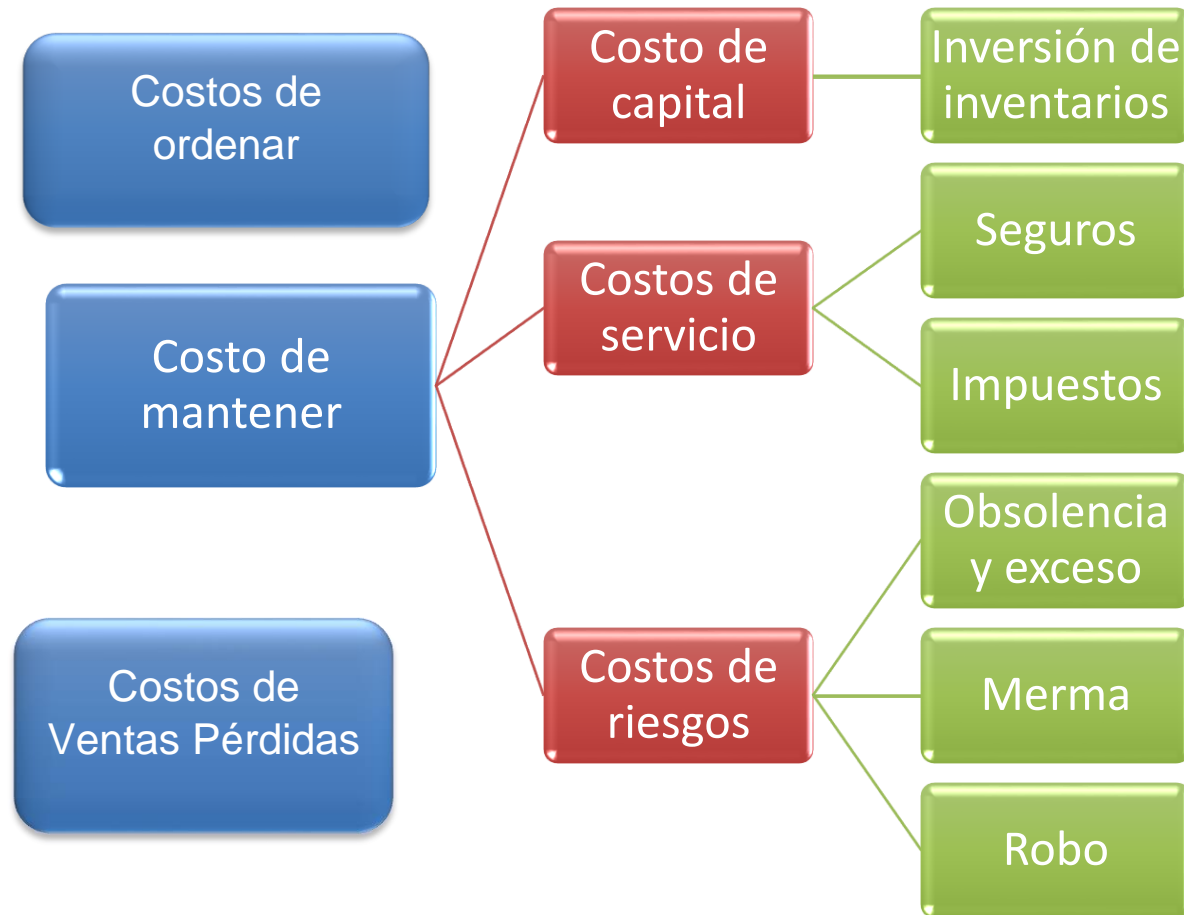 Costos de
ordenar
Costo de
mantener
Costos de
Ventas Pérdidas
Costo de
capital
Costos de
servicio
Costos de
riesgos
Inversión de
inventarios
Seguros
Impuestos
Obsolencia
y exceso
Merma
Robo